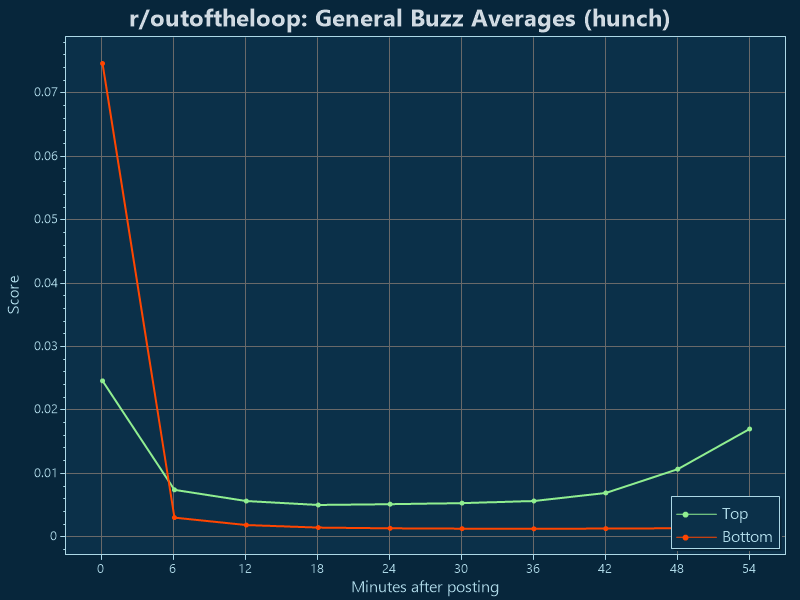 r/outoftheloop: General Buzz Averages (hunch)
0.07
0.06
0.05
0.04
0.03
0.02
0.01
0
Score
Top
Bottom
0 6 12 18 24 30 36 42 48 54
Minutes after posting